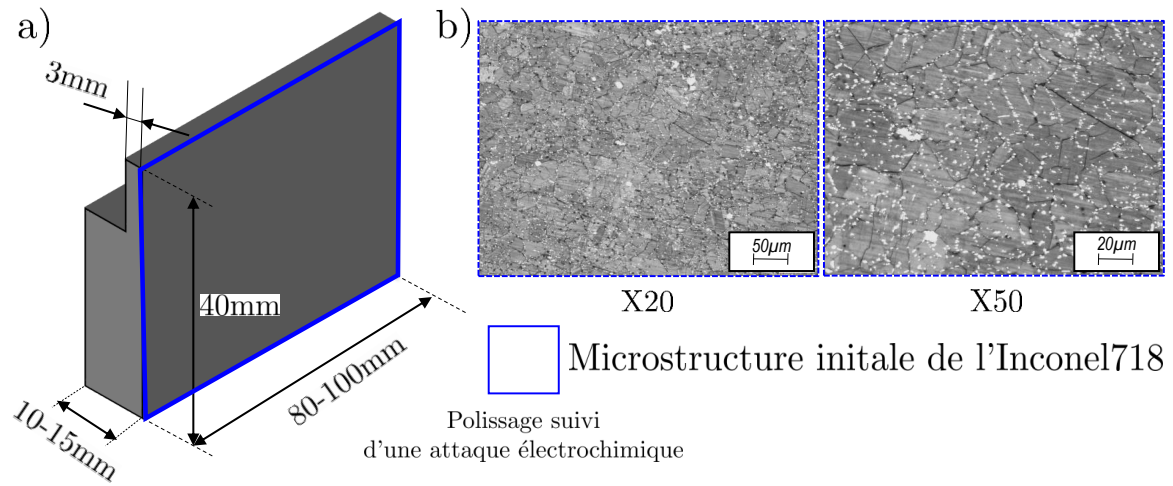 a)
3mm
40mm
80-100mm
10-15mm
b)
50µm
20µm
X20
X50
Microstructure initale de l'Inconel718
Polissage suivi
d'une attaque électrochimique